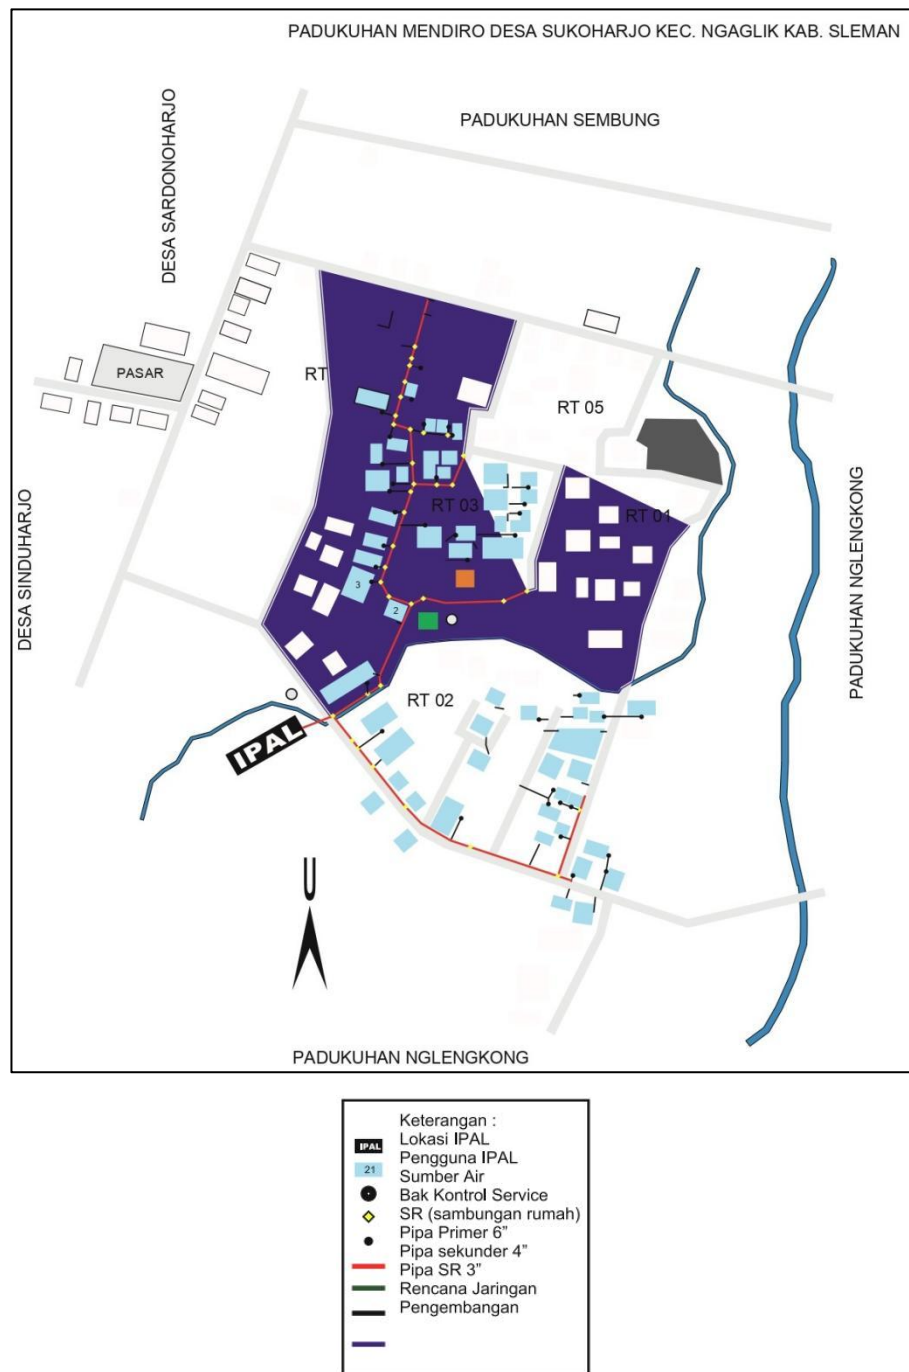 PADUKUHAN MENDIRO DESA SUKOHARJO KEC. NGAGLIK KAB. SLEMAN
PADUKUHAN SEMBUNG
DESA SARDONOHARJO
PASAR
RT
RT 05
RT 03
RT 01
DESA SINDUHARJO
PADUKUHAN NGLENGKONG
3
2
RT 02
IPAL
U
PADUKUHAN NGLENGKONG
Keterangan :
IPAL Lokasi IPAL
Pengguna IPAL
21 Sumber Air
Bak Kontrol Service
SR (sambungan rumah)
Pipa Primer 6”
Pipa sekunder 4”
Pipa SR 3”
Rencana Jaringan
Pengembangan